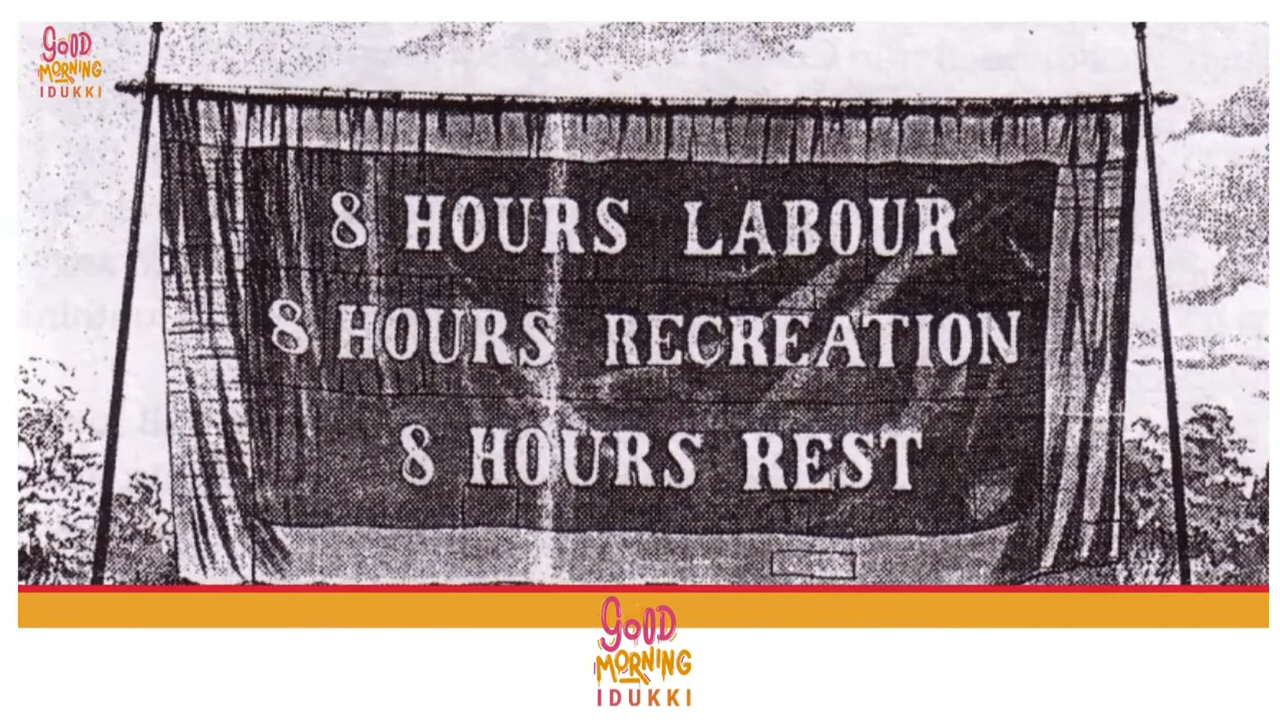 GOOD
MORNING
IDUKKI
8 HOURS LABOUR
8 HOURS RECREATION
8 HOURS REST
GOOD
MORNING
IDUKKI